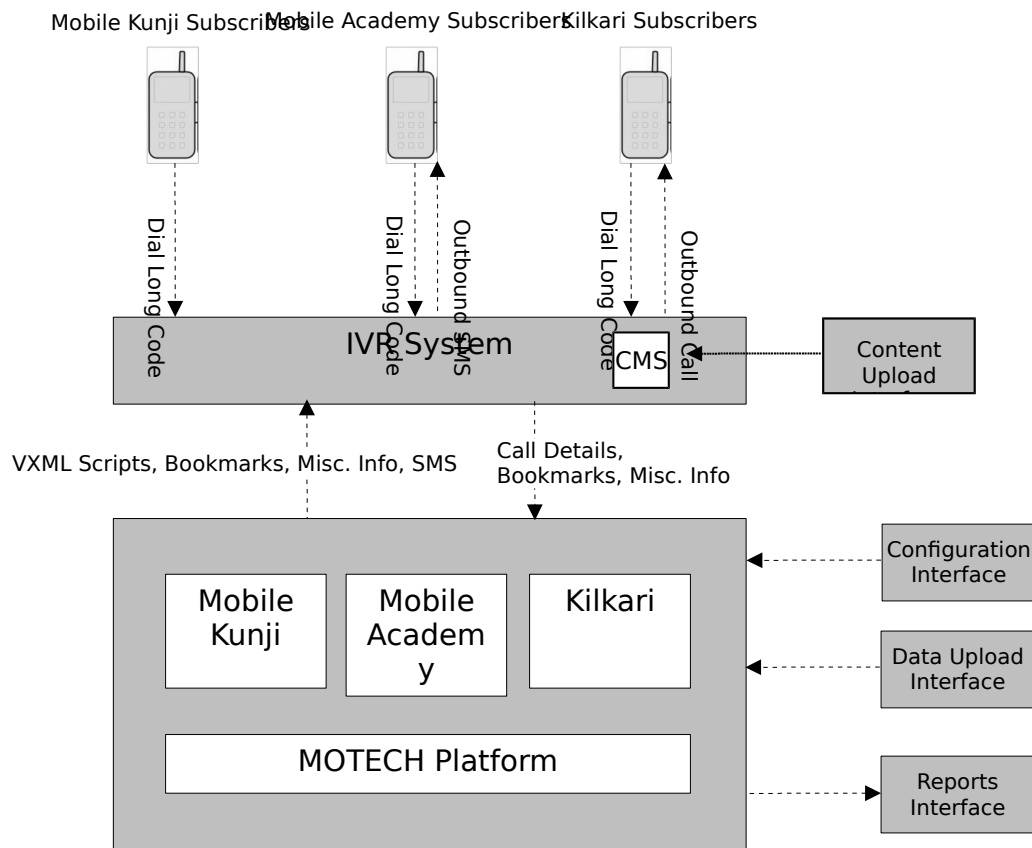 Mobile Kunji Subscribers
Mobile Academy Subscribers
Kilkari Subscribers
Dial Long Code
Dial Long Code
Outbound SMS
Dial Long Code
Outbound Call
IVR System
CMS
Content
Upload
VXML Scripts, Bookmarks, Misc. Info, SMS
Call Details,
Bookmarks, Misc. Info
Configuration
Interface
Mobile
Kunji
Mobile
Academ
y
Kilkari
Data Upload
Interface
MOTECH Platform
Reports
Interface